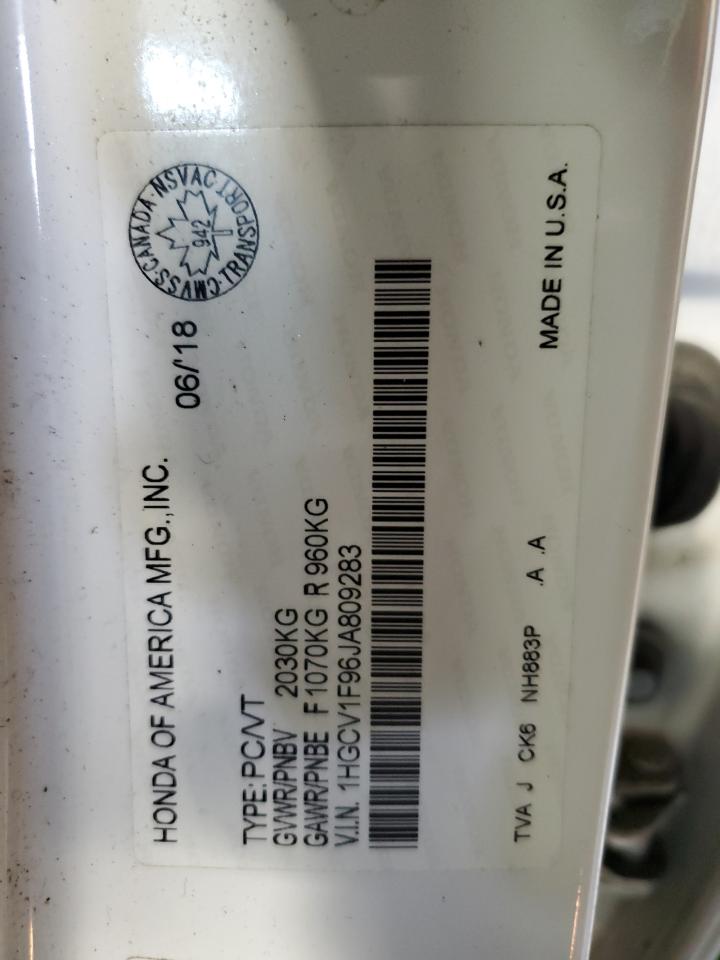 HONDA OF AMERICA MFG.,INC.
06/'18
CMVSS·CANADA·NSVAC
TRANSPORT
942
TYPE:PC/VT
GVWR/PNBV 2030KG
GAWR/PNBE F 1070KG R 960KG
V.I.N. 1HGCV1F96JA809283
TVA J CK6 NH883P .A .A
MADE IN U.S.A.